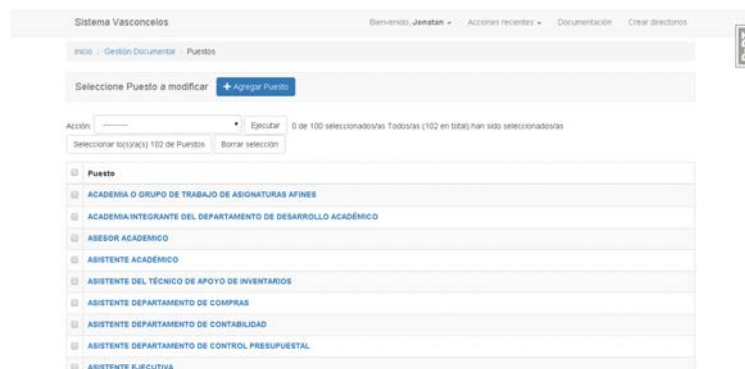 Sistema Vasconcelos Bienvenido, Jonatan Acciones recientes Documentación Crear directorios
Inicio / Gestión Documental / Puestos
Seleccione Puesto a modificar + Agregar Puesto
Acción: --------- Ejecutar 0 de 100 seleccionados/as Todos/as (102 en total) han sido seleccionados/as
Seleccionar lo(s)/a(s) 102 de Puestos Borrar selección
Puesto
ACADEMIA O GRUPO DE TRABAJO DE ASIGNATURAS AFINES
ACADEMIA/INTEGRANTE DEL DEPARTAMENTO DE DESARROLLO ACADÉMICO
ASESOR ACADEMICO
ASISTENTE ACADÉMICO
ASISTENTE DEL TÉCNICO DE APOYO DE INVENTARIOS
ASISTENTE DEPARTAMENTO DE COMPRAS
ASISTENTE DEPARTAMENTO DE CONTABILIDAD
ASISTENTE DEPARTAMENTO DE CONTROL PRESUPUESTAL
ASISTENTE EJECUTIVA